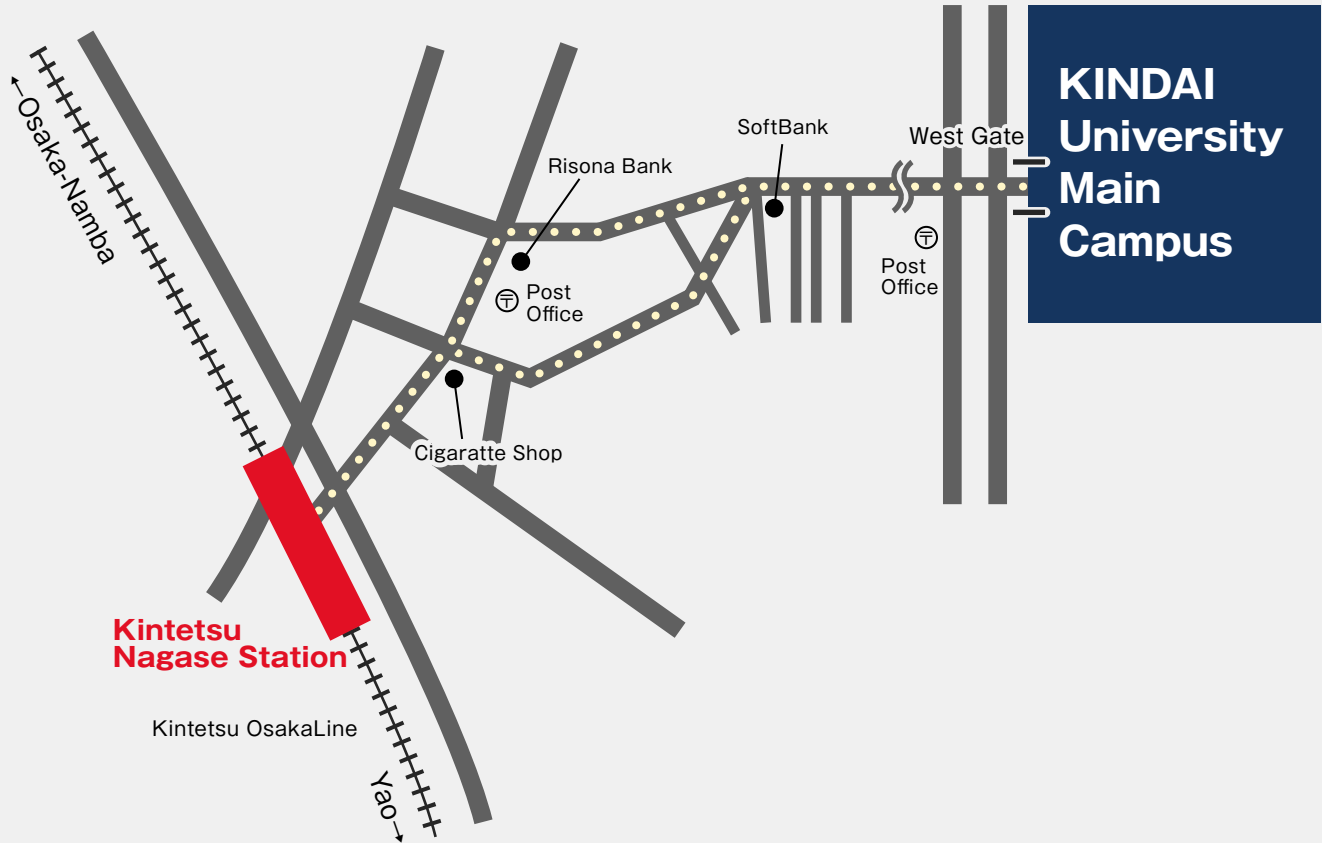 KINDAI
University
Main
Campus
West Gate
SoftBank
Risona Bank
←Osaka-Namba
〒
Post
Office
〒
Post
Office
Cigaratte Shop
Kintetsu
Nagase Station
Kintetsu OsakaLine
Yao→